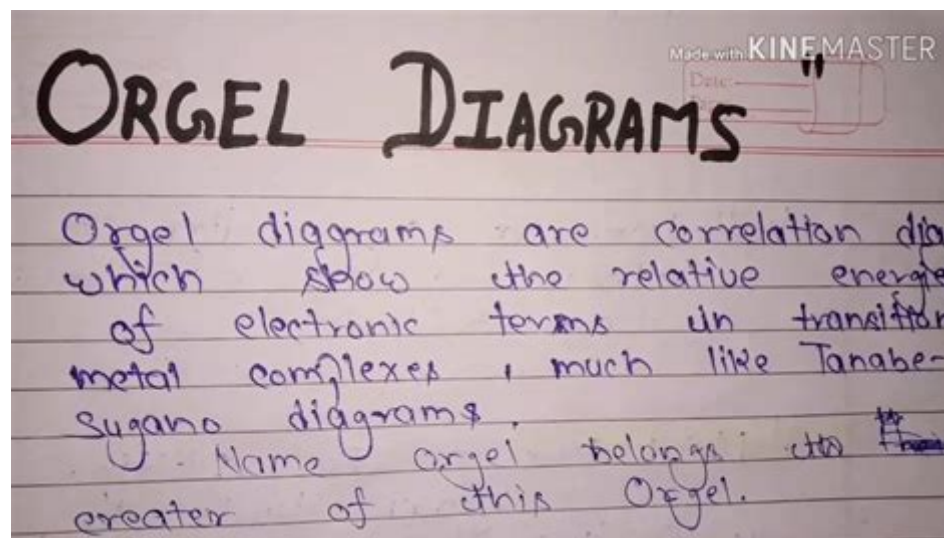 Made with KINEMASTER
ORGEL DIAGRAMS "
Date:
Orgel diagrams are correlation dia
which show the relative energie
of electronic terms in transition
metal complexes, much like Tanabe-
Sugano diagrams.
Name orgel belongs to
creater of this Orgel.